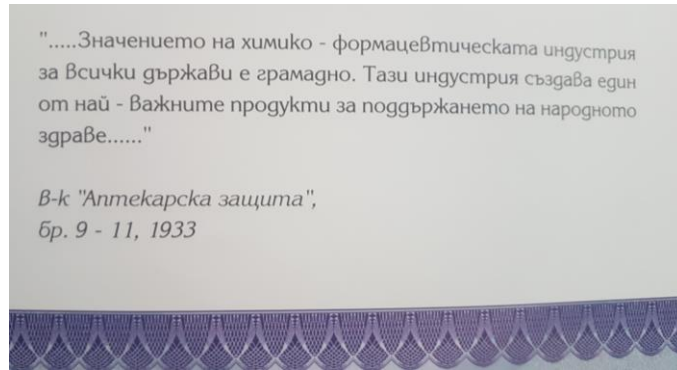 ".....Значението на химико - формацевтическата индустрия
за всички държави е грамадно. Тази индустрия създава един
от най - важните продукти за поддържането на народното
здраве......"
В-к "Аптекарска защита",
бр. 9 - 11, 1933